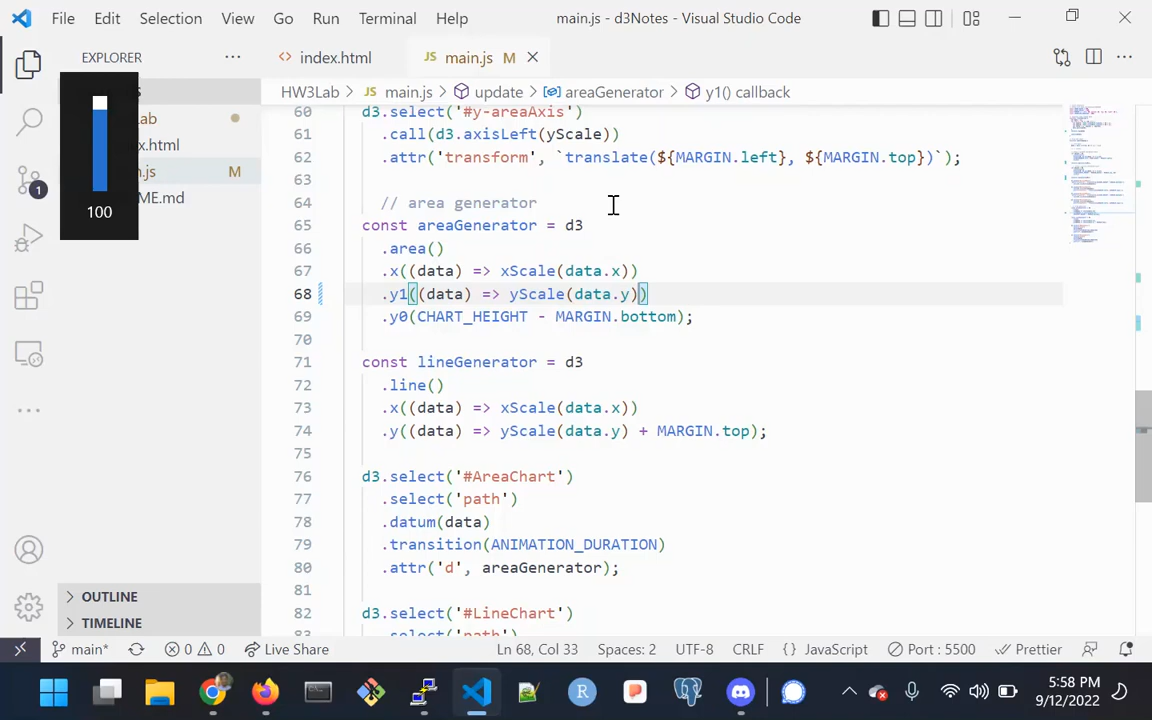 File Edit Selection View Go Run Terminal Help main.js - d3Notes - Visual Studio Code
EXPLORER
index.html
JS main.js M
HW3Lab > JS main.js > update > areaGenerator > y1() callback
M
100
60 d3.select('#y-areaAxis')
61 .call(d3.axisLeft(yScale))
62 .attr('transform', `translate(${MARGIN.left}, ${MARGIN.top})`);
63
64 // area generator
65 const areaGenerator = d3
66 .area()
67 .x((data) => xScale(data.x))
68 .y1((data) => yScale(data.y))
69 .y0(CHART_HEIGHT - MARGIN.bottom);
70
71 const lineGenerator = d3
72 .line()
73 .x((data) => xScale(data.x))
74 .y((data) => yScale(data.y) + MARGIN.top);
75
76 d3.select('#AreaChart')
77 .select('path')
78 .datum(data)
79 .transition(ANIMATION_DURATION)
80 .attr('d', areaGenerator);
81
82 d3.select('#LineChart')
1
OUTLINE
TIMELINE
main* 0 0 Live Share Ln 68, Col 33 Spaces: 2 UTF-8 CRLF {} JavaScript Port : 5500 Prettier
R
5:58 PM
9/12/2022